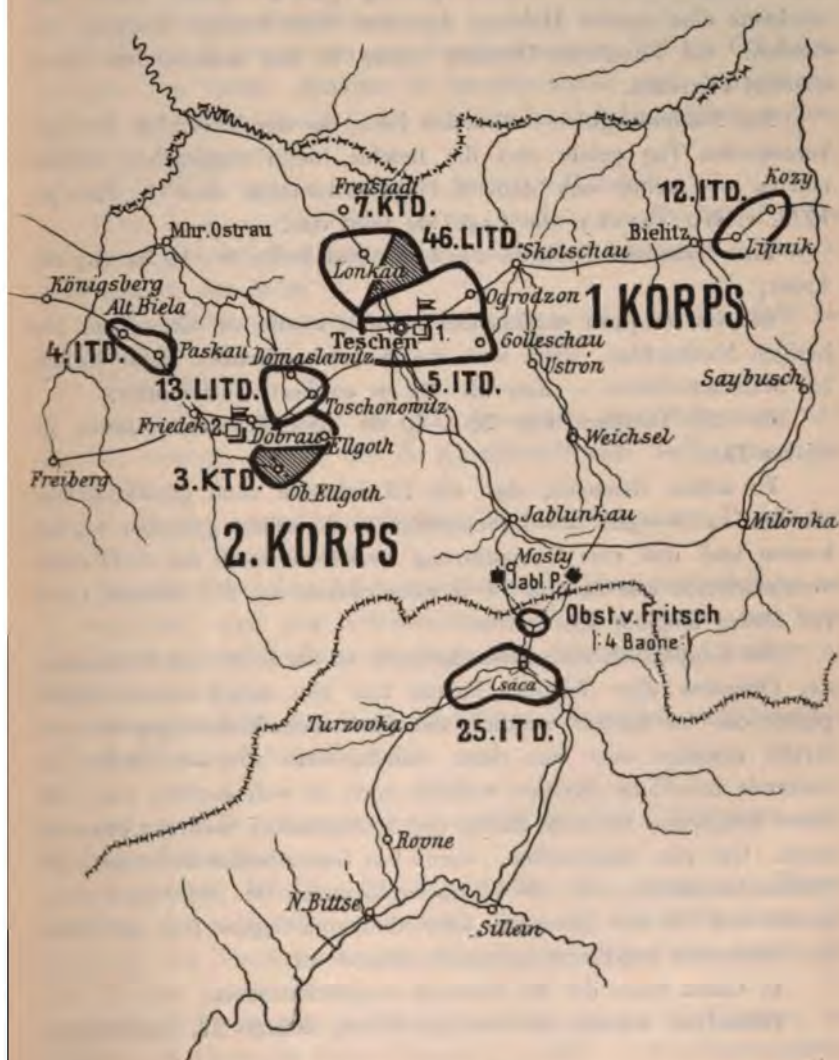 Freistadt
7. KTD.
Kozy
12. ITD.
Mhr. Ostrau
46. LITD.
Bielitz
Lipnik
Skotschau
Lonkau
Königsberg
Ogrodzon
1. KORPS
Alt Biela
Teschen
1.
4. ITD.
Paskau
Domaslawitz
Golleschau
Ustroń
13. LITD.
5. ITD.
Saybusch
Toschonowitz
Friedek
2.
Dobrau
Ellgoth
Weichsel
Freiberg
3. KTD.
Ob. Ellgoth
Jablunkau
Milówka
2. KORPS
Mosty
Jabl. P.
Obst. v. Fritsch
|: 4 Baone :|
Csáca
Turzovka
25. ITD.
Rovne
N. Bittse
Sillein